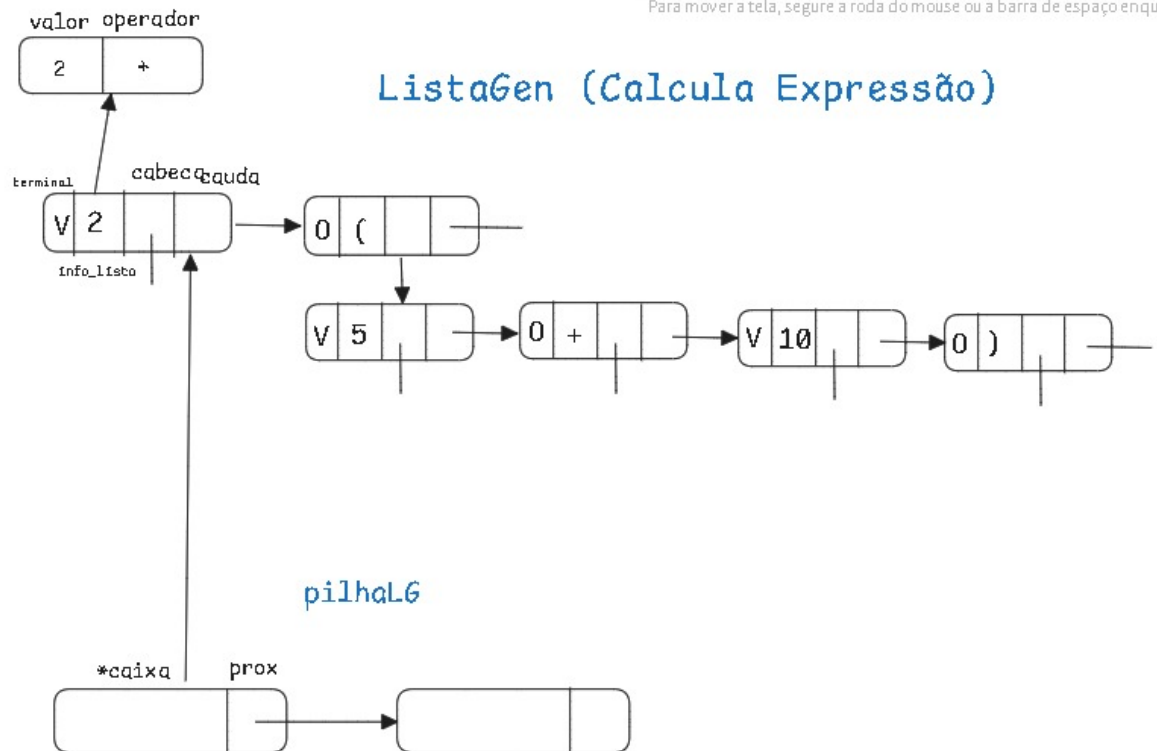 Para mover a tela, segure a roda do mouse ou a barra de espaço enqu
valor operador
2 +
ListaGen (Calcula Expressão)
terminal cabeca cauda
V 2
O (
info_lista
V 5 O + V 10 O )
pilhaLG
*caixa prox